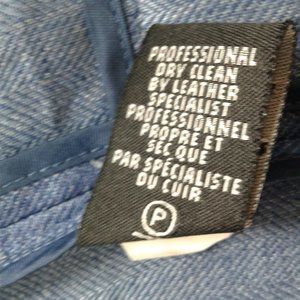 PROFESSIONAL
DRY CLEAN
BY LEATHER
SPECIALIST
PROFESSIONNEL
PROPRE ET
SEC QUE
PAR SPÉCIALISTE
DU CUIR
P